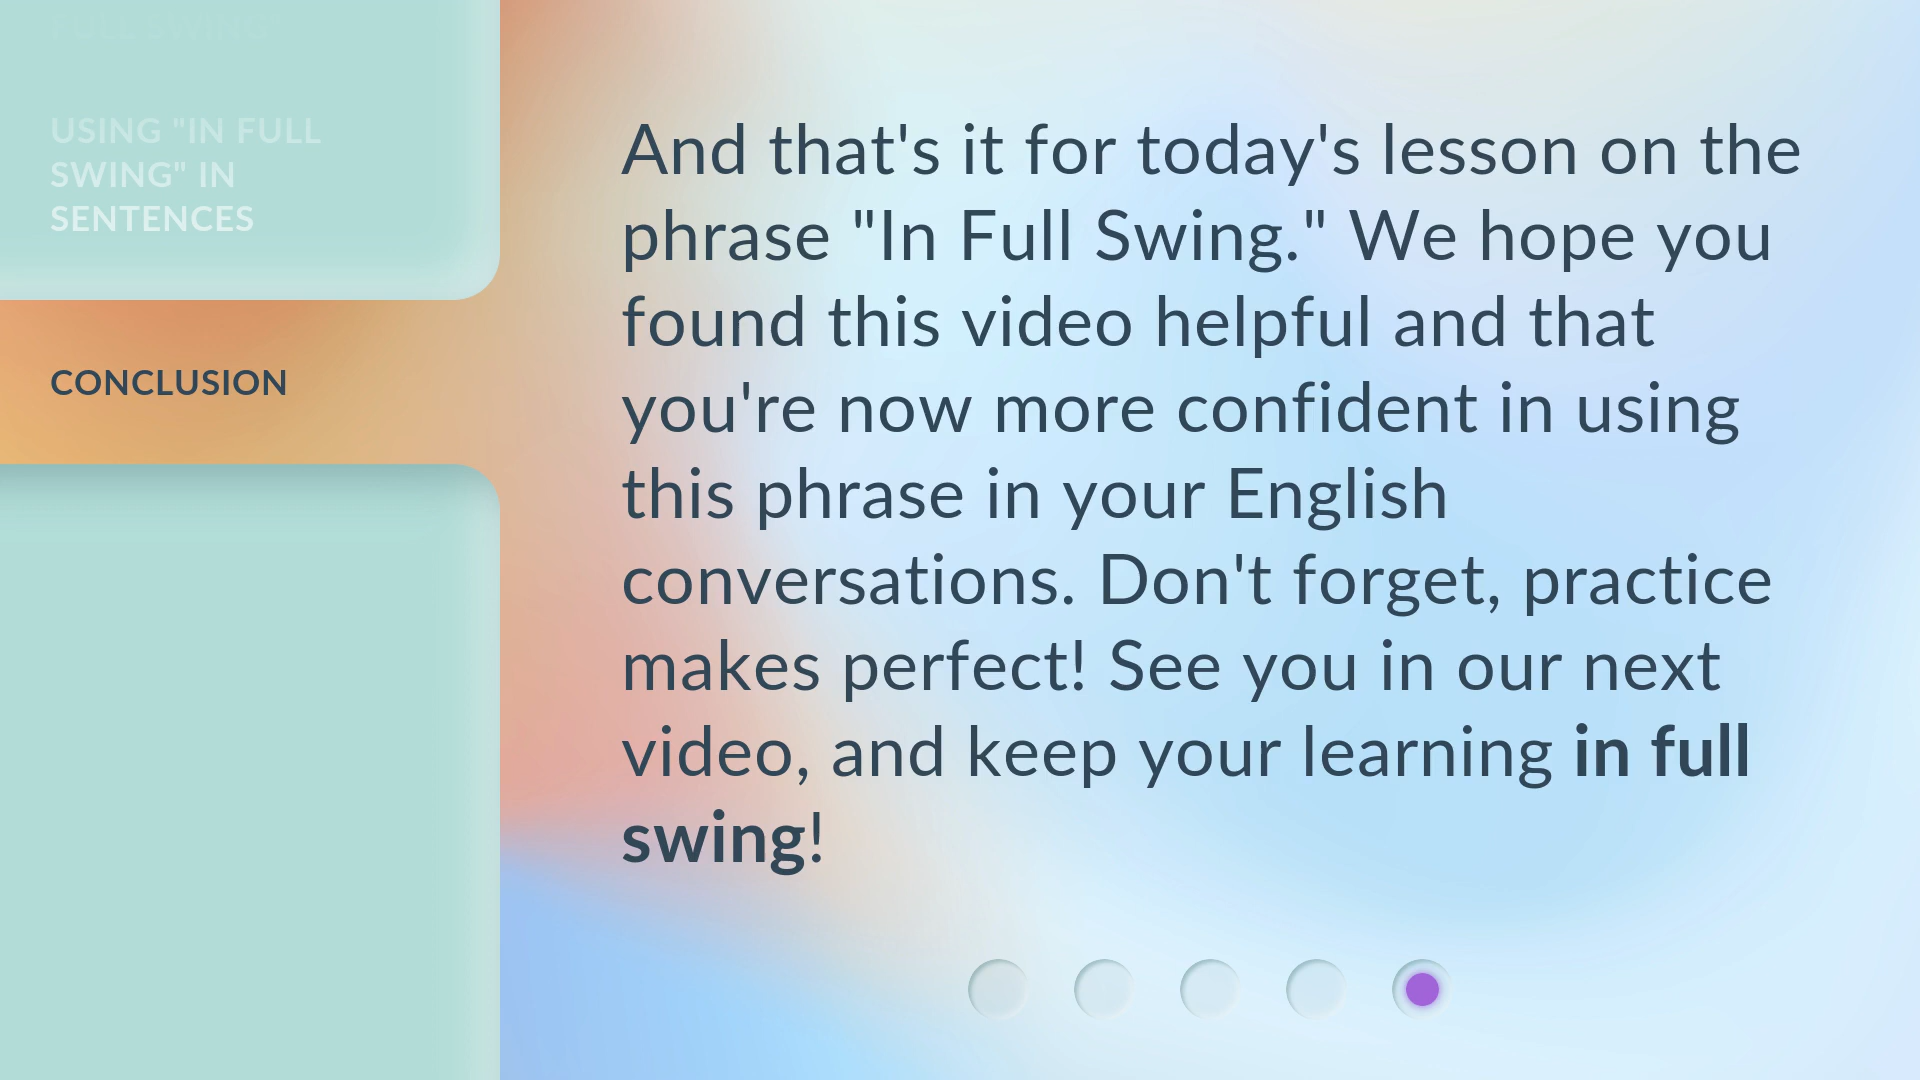 FULL SWING"
USING "IN FULL
SWING" IN
SENTENCES
CONCLUSION
And that's it for today's lesson on the
phrase "In Full Swing." We hope you
found this video helpful and that
you're now more confident in using
this phrase in your English
conversations. Don't forget, practice
makes perfect! See you in our next
video, and keep your learning in full
swing!